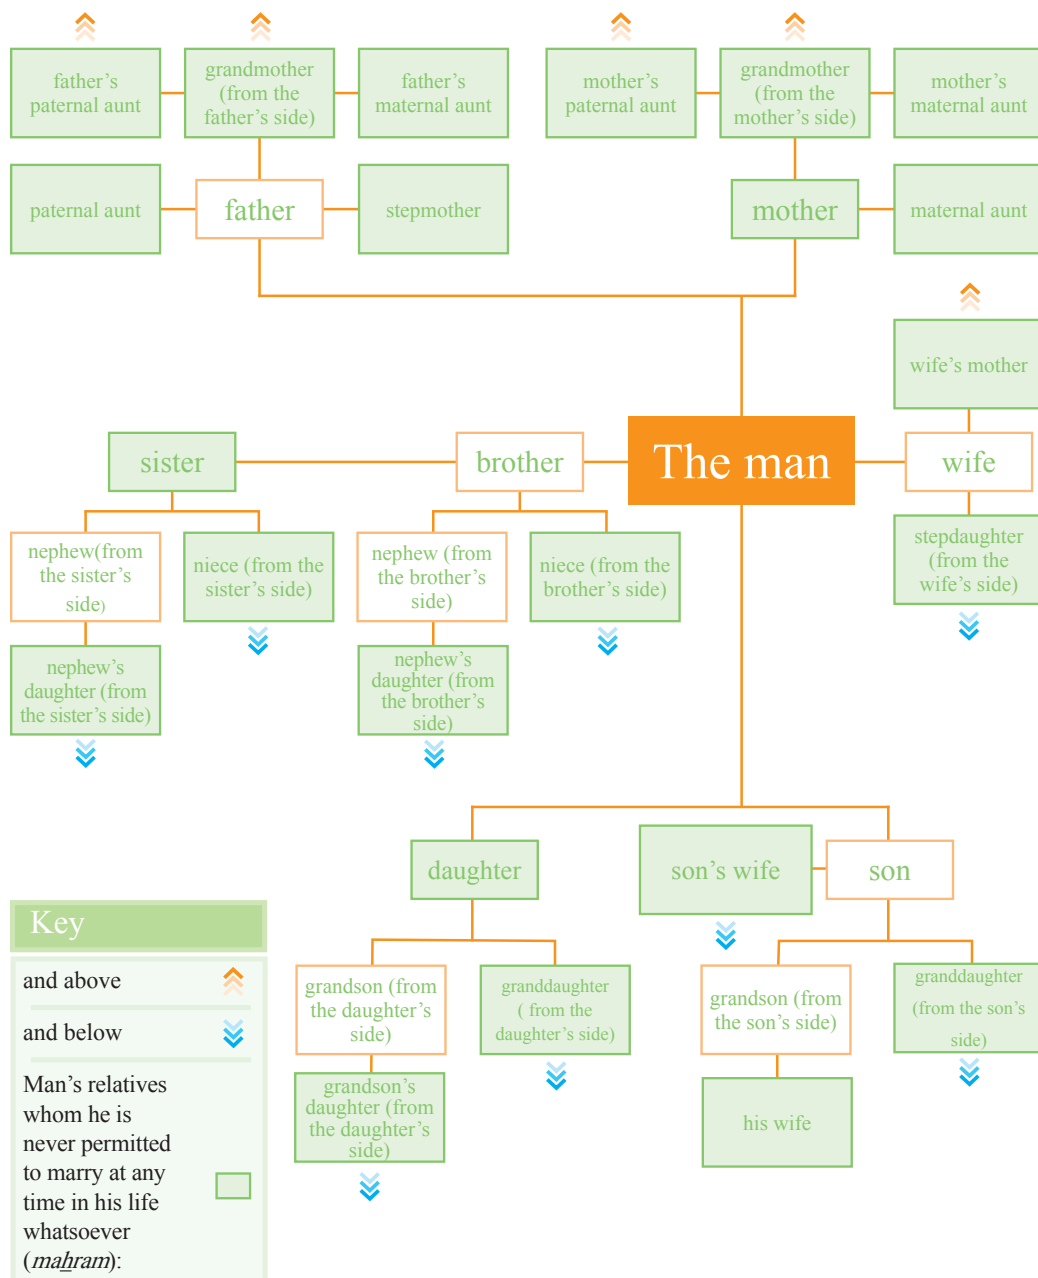 father's
paternal aunt
grandmother
(from the
father's side)
father's
maternal aunt
mother's
paternal aunt
grandmother
(from the
mother's side)
mother's
maternal aunt
paternal aunt
father
stepmother
mother
maternal aunt
wife's mother
sister
brother
The man
wife
nephew(from
the sister's
side)
niece (from the
sister's side)
nephew (from
the brother's
side)
niece (from the
brother's side)
stepdaughter
(from the
wife's side)
nephew's
daughter (from
the sister's side)
nephew's
daughter (from
the brother's
side)
daughter
son's wife
son
grandson (from
the daughter's
side)
granddaughter
( from the
daughter's side)
grandson (from
the son's side)
granddaughter
(from the son's
side)
grandson's
daughter (from
the daughter's
side)
his wife
Key
and above
and below
Man's relatives
whom he is
never permitted
to marry at any
time in his life
whatsoever
(mahram):